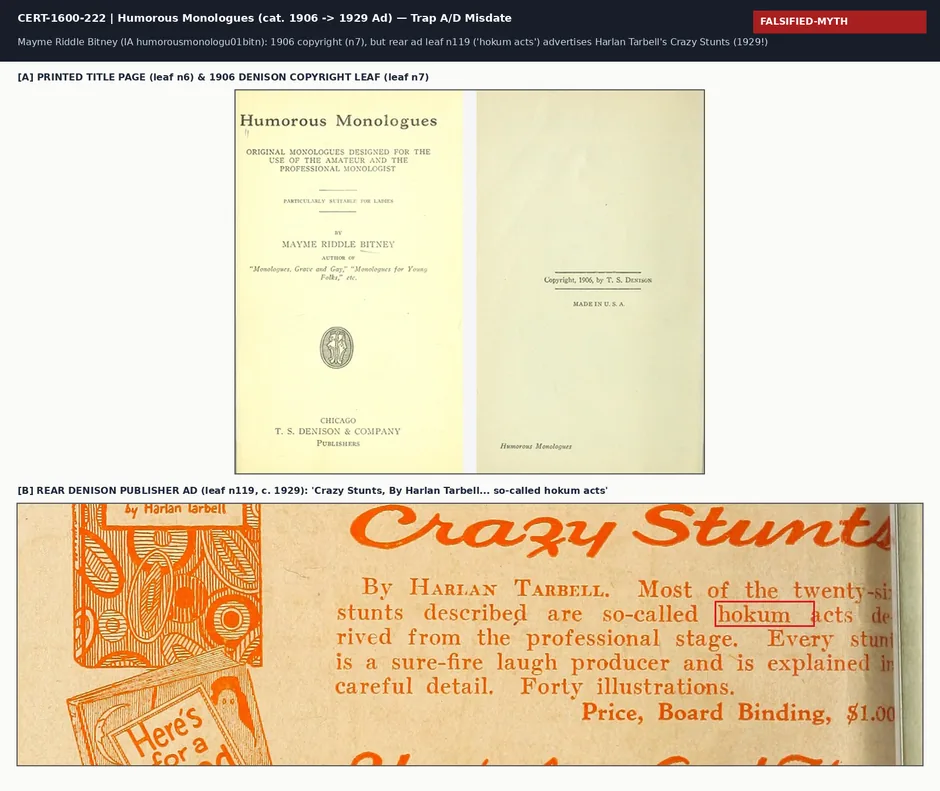 CERT-1600-222 | Humorous Monologues (cat. 1906 -> 1929 Ad) — Trap A/D Misdate
FALSIFIED-MYTH
Mayme Riddle Bitney (IA humorousmonologu01bitn): 1906 copyright (n7), but rear ad leaf n119 ('hokum acts') advertises Harlan Tarbell's Crazy Stunts (1929!)
[A] PRINTED TITLE PAGE (leaf n6) & 1906 DENISON COPYRIGHT LEAF (leaf n7)
Humorous Monologues
ORIGINAL MONOLOGUES DESIGNED FOR THE
USE OF THE AMATEUR AND THE
PROFESSIONAL MONOLOGIST
PARTICULARLY SUITABLE FOR LADIES
BY
MAYME RIDDLE BITNEY
AUTHOR OF
"Monologues, Grave and Gay," "Monologues for Young
Folks," etc.
CHICAGO
T. S. DENISON & COMPANY
PUBLISHERS
Copyright, 1906, by T. S. DENISON
MADE IN U. S. A.
Humorous Monologues
[B] REAR DENISON PUBLISHER AD (leaf n119, c. 1929): 'Crazy Stunts, By Harlan Tarbell... so-called hokum acts'
by Harlan Tarbell
Here's
for a
Crazy Stunts
By HARLAN TARBELL. Most of the twenty-si
stunts described are so-called hokum acts de-
rived from the professional stage. Every stunt
is a sure-fire laugh producer and is explained in
careful detail. Forty illustrations.
Price, Board Binding, $1.00